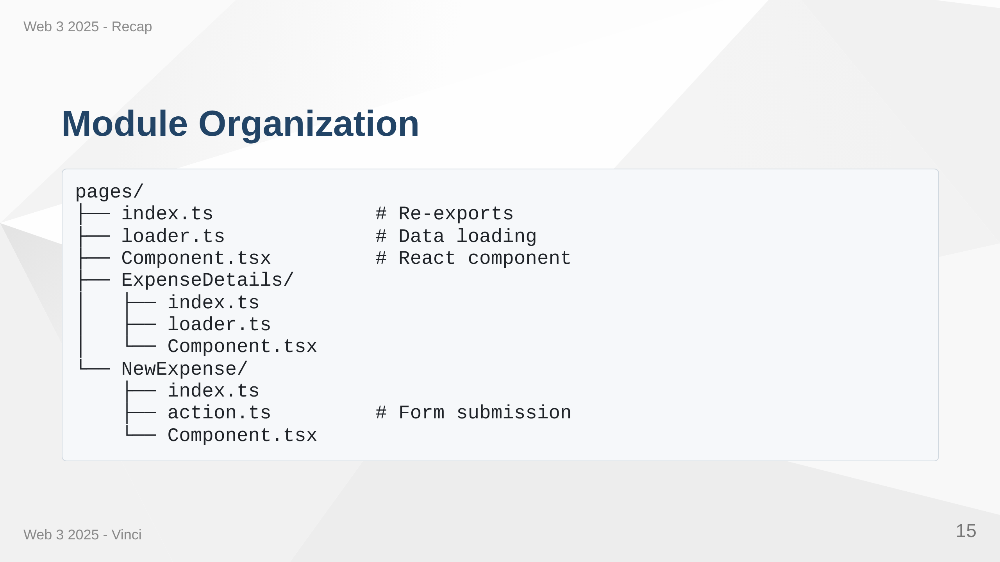 Web 3 2025 - Recap
Module Organization
pages/
├── index.ts              # Re-exports
├── loader.ts             # Data loading
├── Component.tsx         # React component
├── ExpenseDetails/
│   ├── index.ts
│   ├── loader.ts
│   └── Component.tsx
└── NewExpense/
    ├── index.ts
    ├── action.ts         # Form submission
    └── Component.tsx
Web 3 2025 - Vinci
15